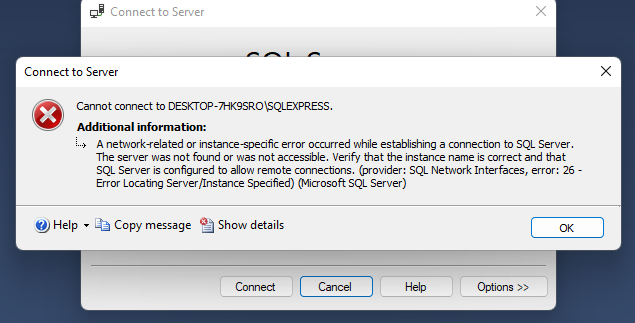 Connect to Server
Connect to Server
Cannot connect to DESKTOP-7HK9SRO\SQLEXPRESS.
Additional information:
A network-related or instance-specific error occurred while establishing a connection to SQL Server.
The server was not found or was not accessible. Verify that the instance name is correct and that
SQL Server is configured to allow remote connections. (provider: SQL Network Interfaces, error: 26 -
Error Locating Server/Instance Specified) (Microsoft SQL Server)
Help
Copy message
Show details
OK
Connect
Cancel
Help
Options >>